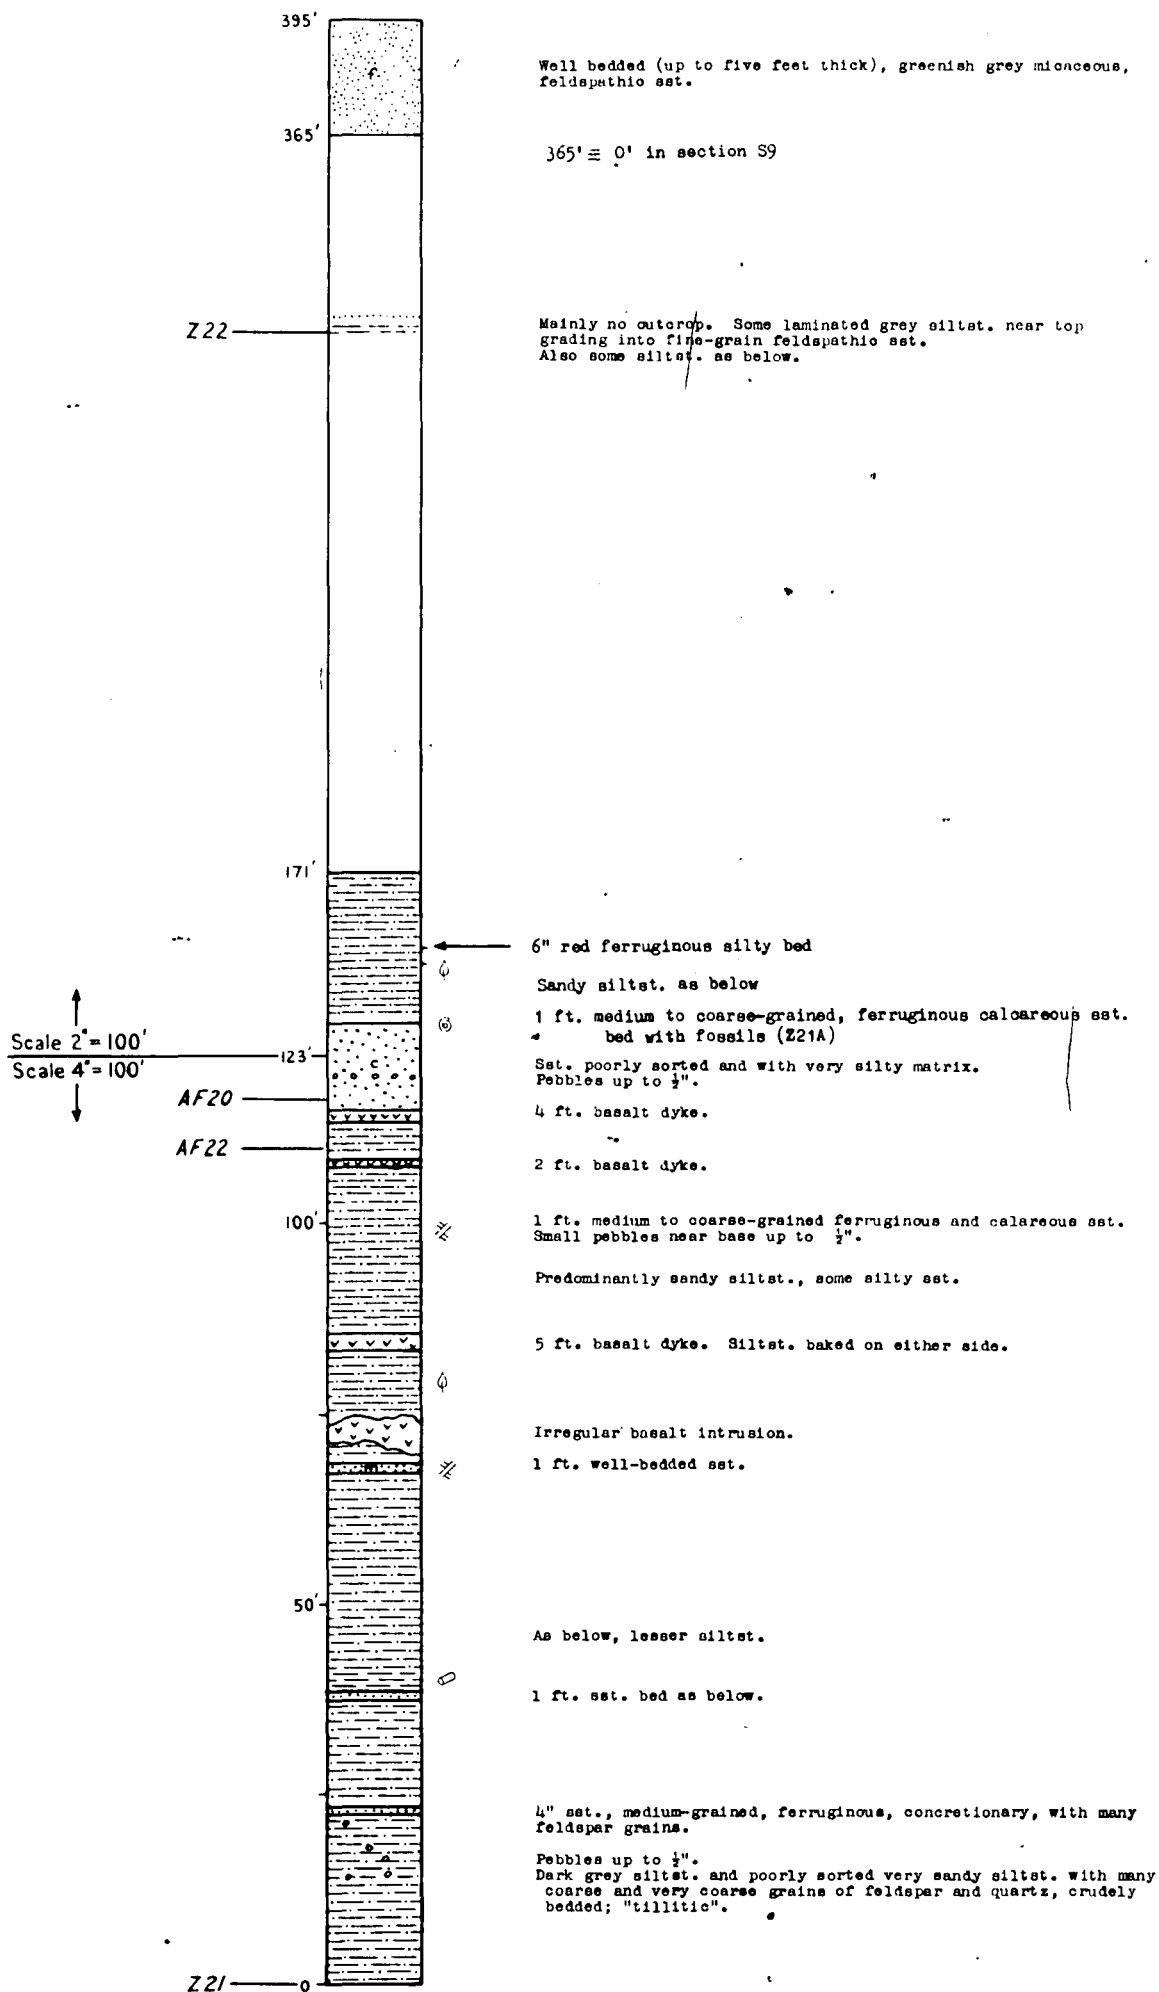 395'
f
Well bedded (up to five feet thick), greenish grey micaceous,
feldspathic sst.
365'
365' ≡ 0' in section S9
Z22
Mainly no outcrop. Some laminated grey siltst. near top
grading into fine-grain feldspathic sst.
Also some siltst. as below.
171'
6" red ferruginous silty bed
Sandy siltst. as below
1 ft. medium to coarse-grained, ferruginous calcareous sst.
bed with fossils (Z21A)
Scale 2"= 100'
123'
Scale 4"= 100'
c
Sst. poorly sorted and with very silty matrix.
Pebbles up to ½".
AF20
4 ft. basalt dyke.
AF22
2 ft. basalt dyke.
100'
1 ft. medium to coarse-grained ferruginous and calareous sst.
Small pebbles near base up to ½".
Predominantly sandy siltst., some silty sst.
5 ft. basalt dyke. Siltst. baked on either side.
Irregular basalt intrusion.
m
1 ft. well-bedded sst.
50'
As below, lesser siltst.
1 ft. sst. bed as below.
4" sst., medium-grained, ferruginous, concretionary, with many
feldspar grains.
Pebbles up to ½".
Dark grey siltst. and poorly sorted very sandy siltst. with many
coarse and very coarse grains of feldspar and quartz, crudely
bedded; "tillitic".
Z21
0